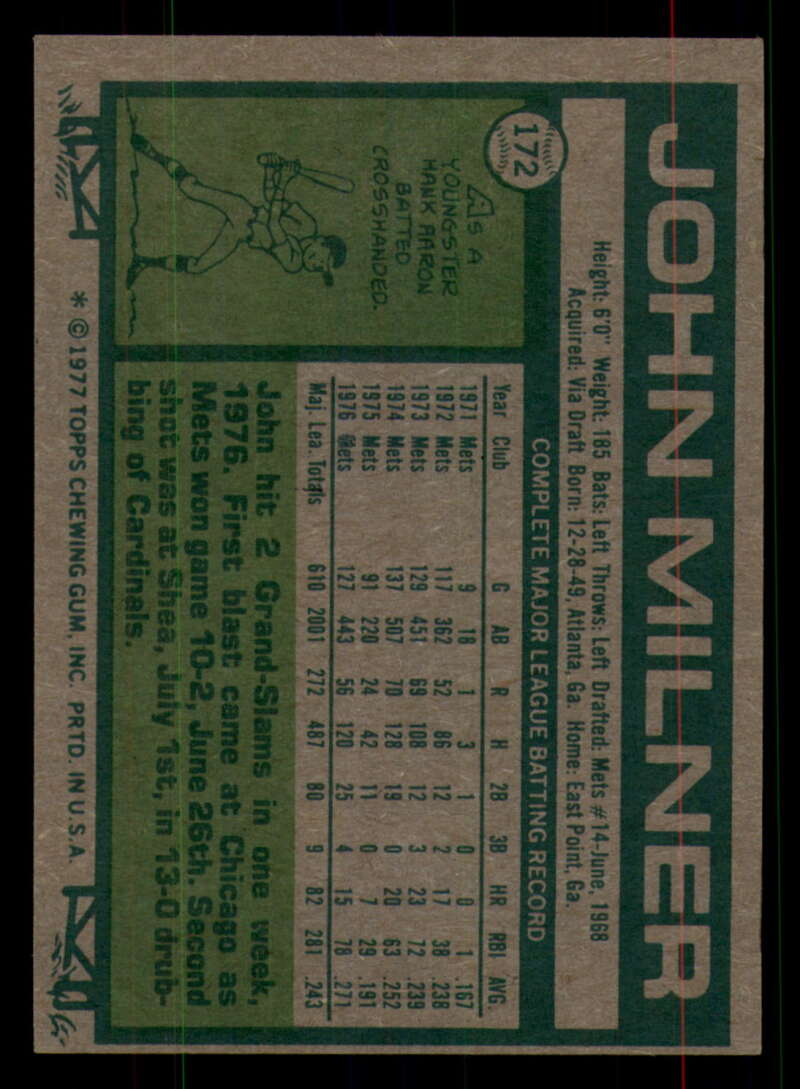 JOHN MILNER
172
Height: 6'0" Weight: 185 Bats: Left Throws: Left Drafted: Mets #14-June, 1968
Acquired: Via Draft Born: 12-28-49, Atlanta, Ga. Home: East Point, Ga.
COMPLETE MAJOR LEAGUE BATTING RECORD
Year Club G AB R H 2B 3B HR RBI AVG.
1971 Mets 9 18 1 3 1 0 0 1 .167
1972 Mets 117 362 52 86 12 2 17 38 .238
1973 Mets 129 451 69 108 12 3 23 72 .239
1974 Mets 137 507 70 128 19 0 20 63 .252
1975 Mets 91 220 24 42 11 0 7 29 .191
1976 Mets 127 443 56 120 25 4 15 78 .271
Maj. Lea. Totals 610 2001 272 487 80 9 82 281 .243
AS A
YOUNGSTER
HANK AARON
BATTED
CROSSHANDED.
John hit 2 Grand-Slams in one week,
1976. First blast came at Chicago as
Mets won game 10-2, June 26th. Second
shot was at Shea, July 1st, in 13-0 drub-
bing of Cardinals.
* © 1977 TOPPS CHEWING GUM, INC. PRTD. IN U.S.A.